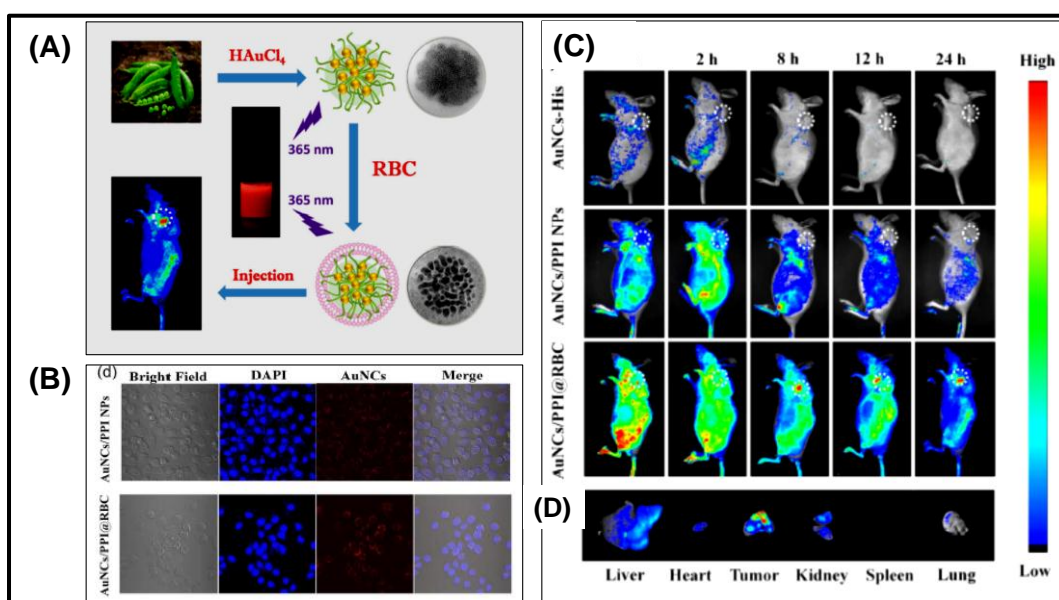 (A)
HAuCl4
365 nm
RBC
365 nm
Injection
(B)
(d)
Bright Field DAPI AuNCs Merge
AuNCs/PPI NPs
AuNCs/PPI@RBC
(C)
2 h 8 h 12 h 24 h
High
AuNCs-His
AuNCs/PPI NPs
AuNCs/PPI@RBC
(D)
Low
Liver Heart Tumor Kidney Spleen Lung